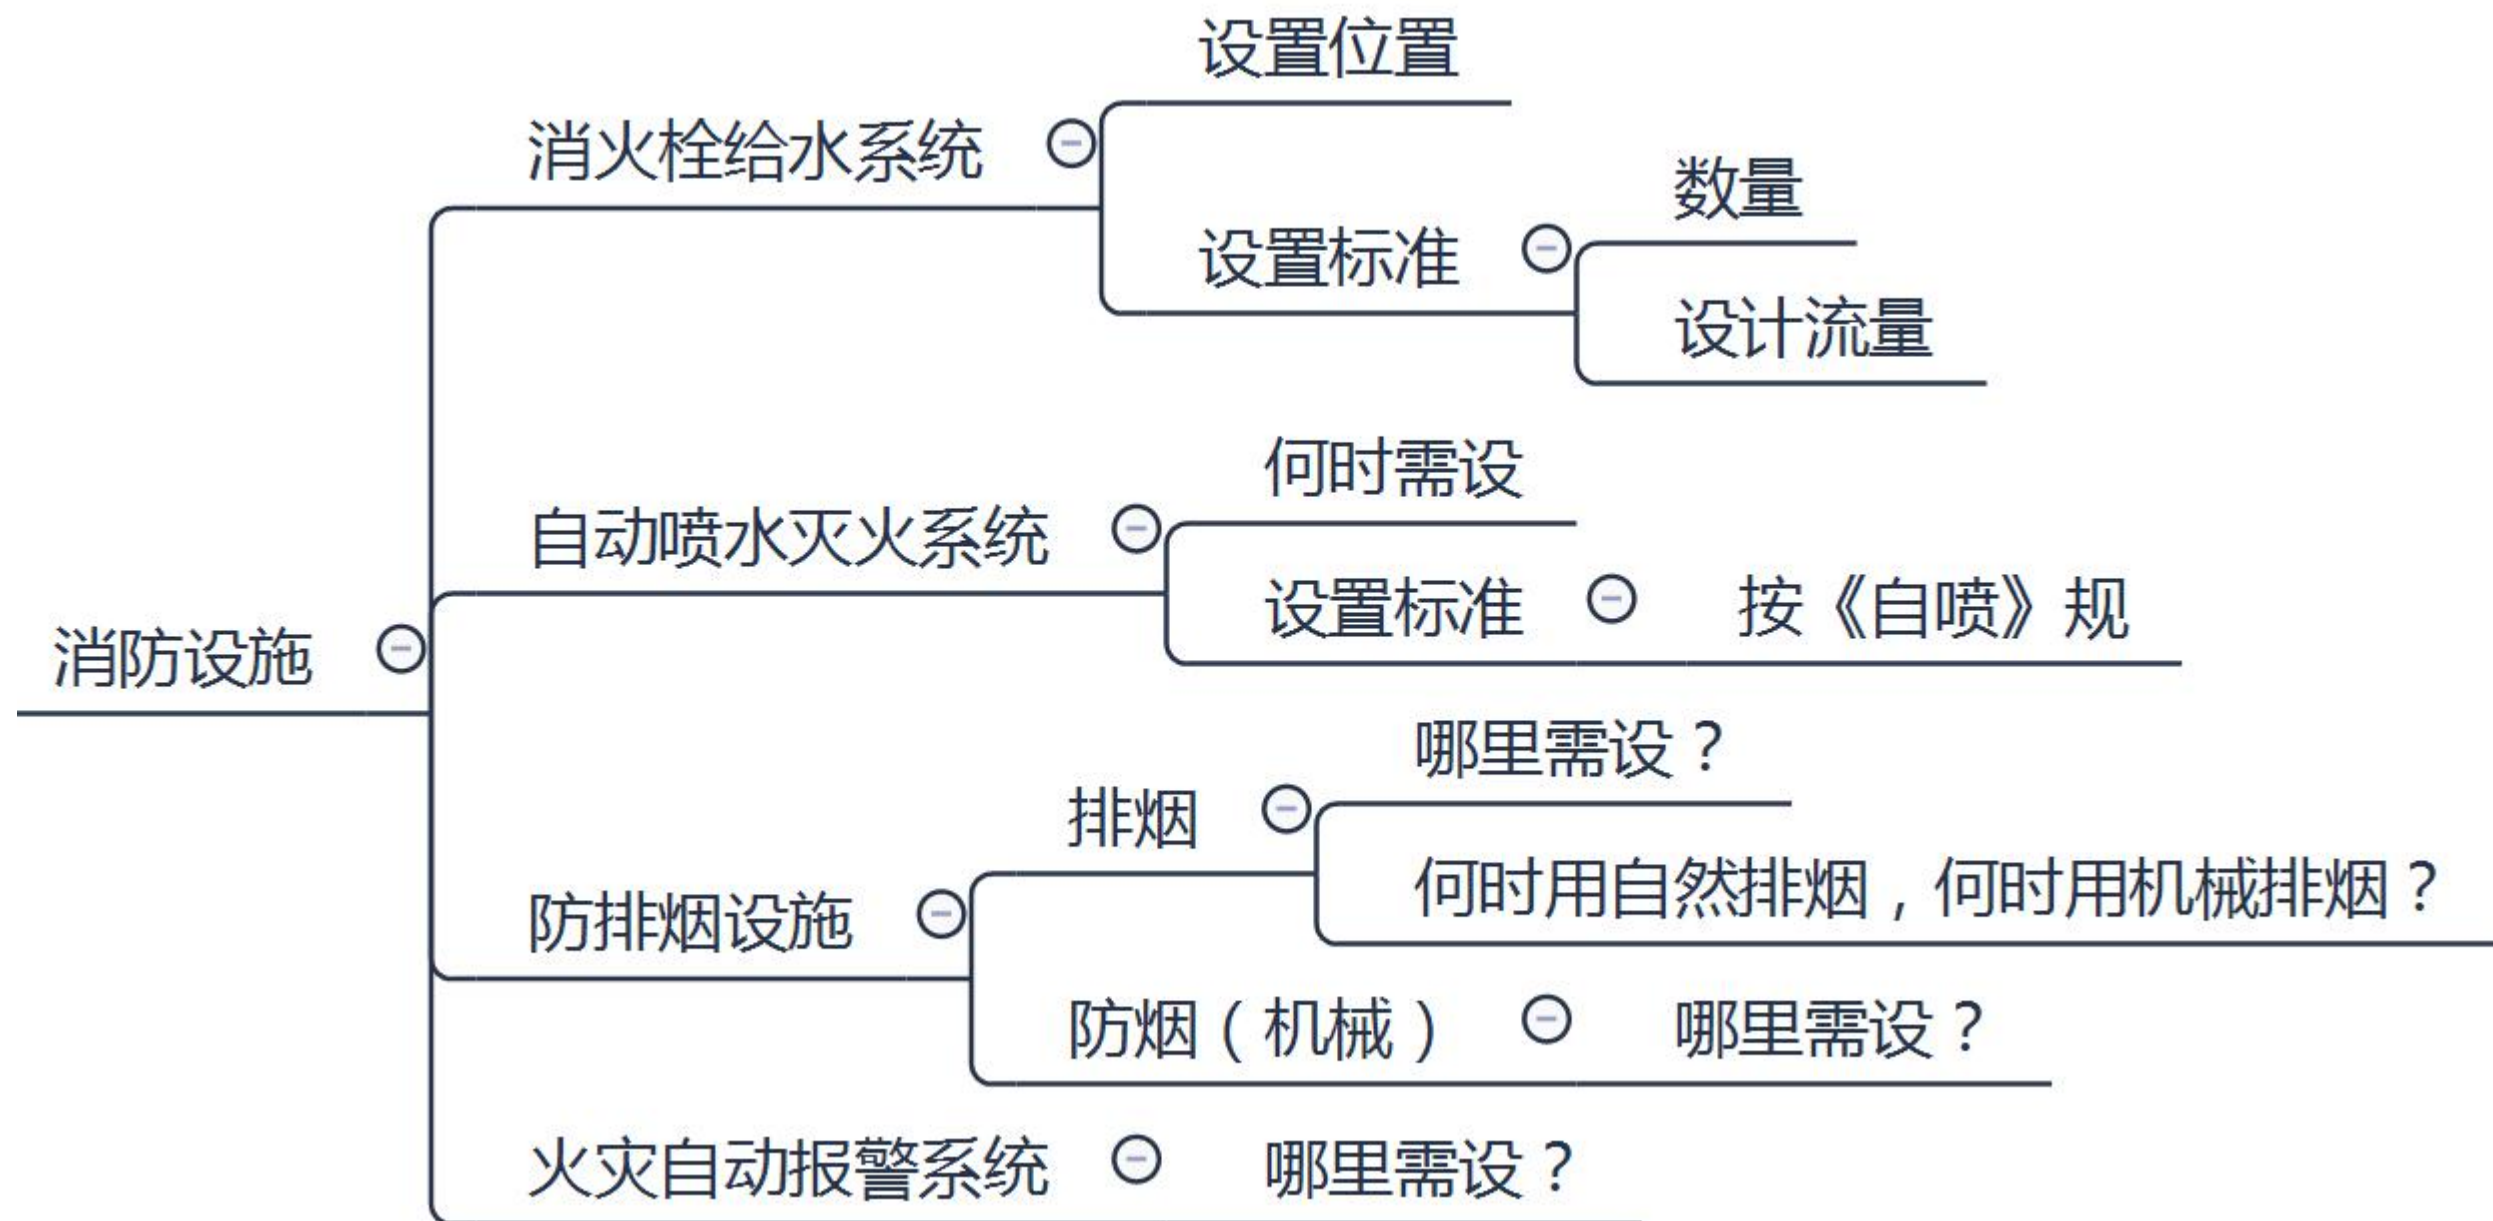 设置位置
消火栓给水系统
数量
设置标准
设计流量
何时需设
自动喷水灭火系统
设置标准
按《自喷》规
消防设施
哪里需设？
排烟
何时用自然排烟，何时用机械排烟？
防排烟设施
防烟（机械）
哪里需设？
火灾自动报警系统
哪里需设？